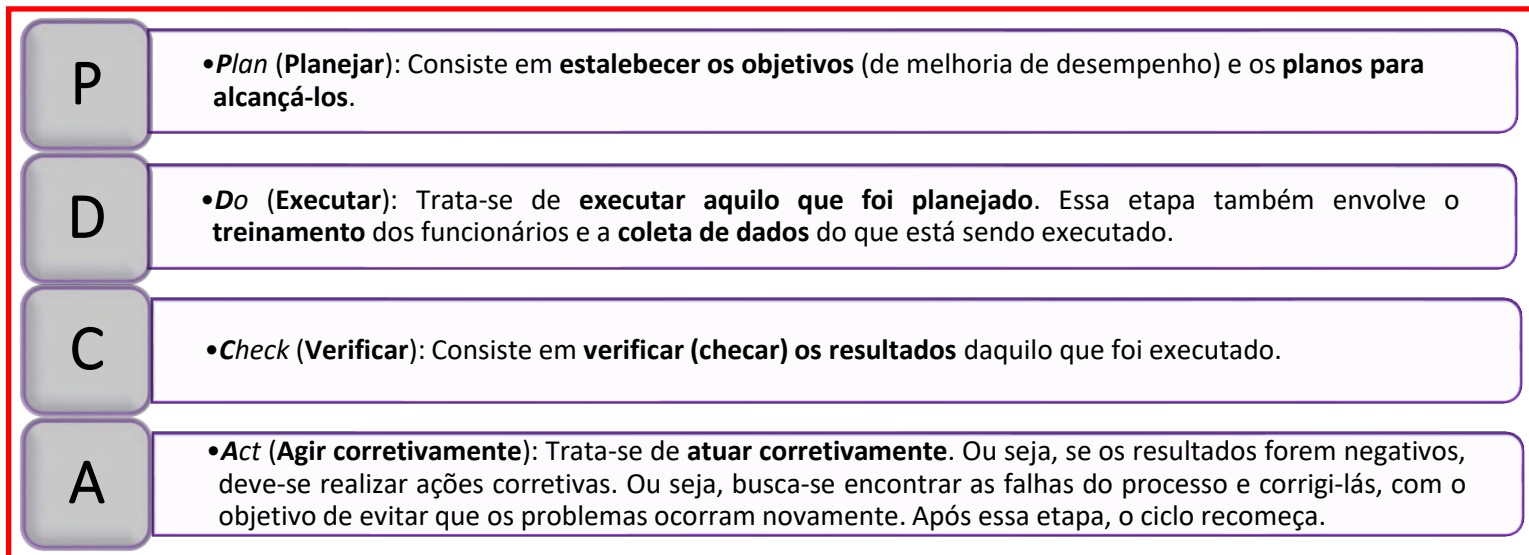 P
•Plan (Planejar): Consiste em estalebecer os objetivos (de melhoria de desempenho) e os planos para
alcançá-los.
D
•Do (Executar): Trata-se de executar aquilo que foi planejado. Essa etapa também envolve o
treinamento dos funcionários e a coleta de dados do que está sendo executado.
C
•Check (Verificar): Consiste em verificar (checar) os resultados daquilo que foi executado.
A
•Act (Agir corretivamente): Trata-se de atuar corretivamente. Ou seja, se os resultados forem negativos,
deve-se realizar ações corretivas. Ou seja, busca-se encontrar as falhas do processo e corrigi-lás, com o
objetivo de evitar que os problemas ocorram novamente. Após essa etapa, o ciclo recomeça.